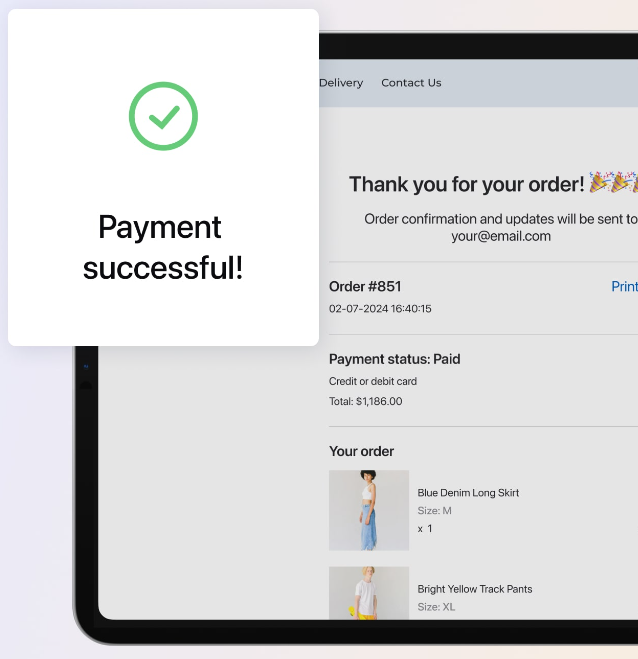 Payment
successful!
Delivery Contact Us
Thank you for your order! 🎉🎉🎉
Order confirmation and updates will be sent to
your@email.com
Order #851
Print
02-07-2024 16:40:15
Payment status: Paid
Credit or debit card
Total: $1,186.00
Your order
Blue Denim Long Skirt
Size: M
x 1
Bright Yellow Track Pants
Size: XL